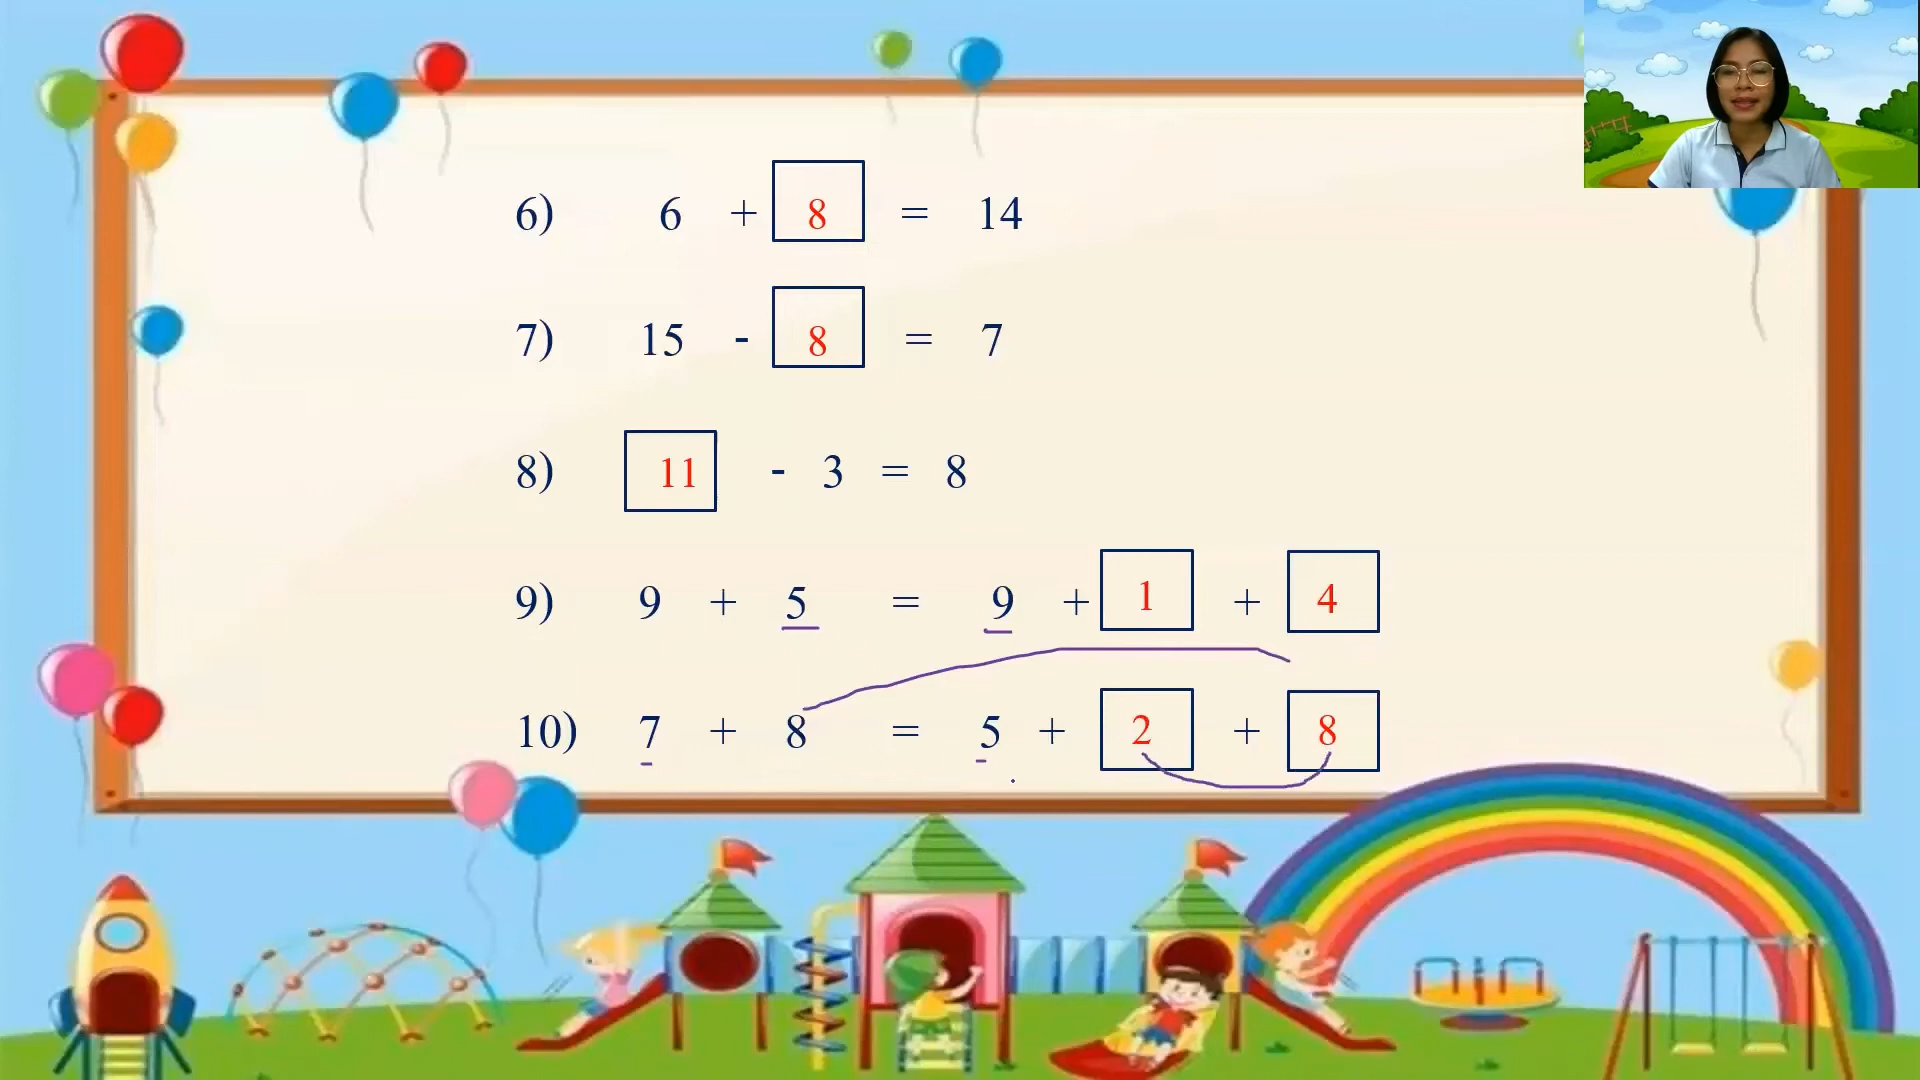 6) 6 + 8 = 14
7) 15 - 8 = 7
8) 11 - 3 = 8
9) 9 + 5 = 9 + 1 + 4
10) 7 + 8 = 5 + 2 + 8